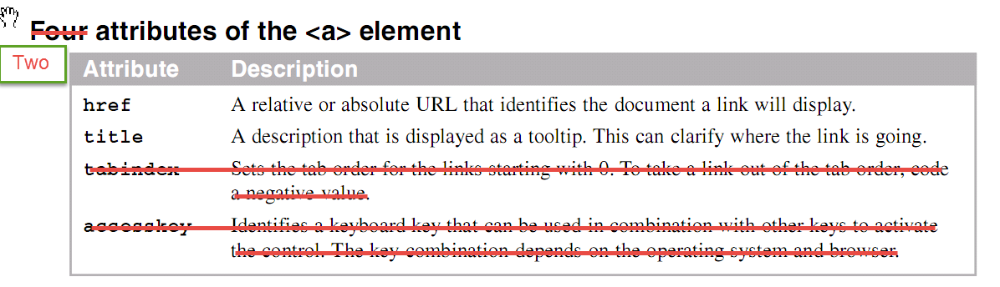 Four attributes of the <a> element
Two
Attribute Description
href A relative or absolute URL that identifies the document a link will display.
title A description that is displayed as a tooltip. This can clarify where the link is going.
tabindex Sets the tab order for the links starting with 0. To take a link out of the tab order, code
a negative value.
accesskey Identifies a keyboard key that can be used in combination with other keys to activate
the control. The key combination depends on the operating system and browser.